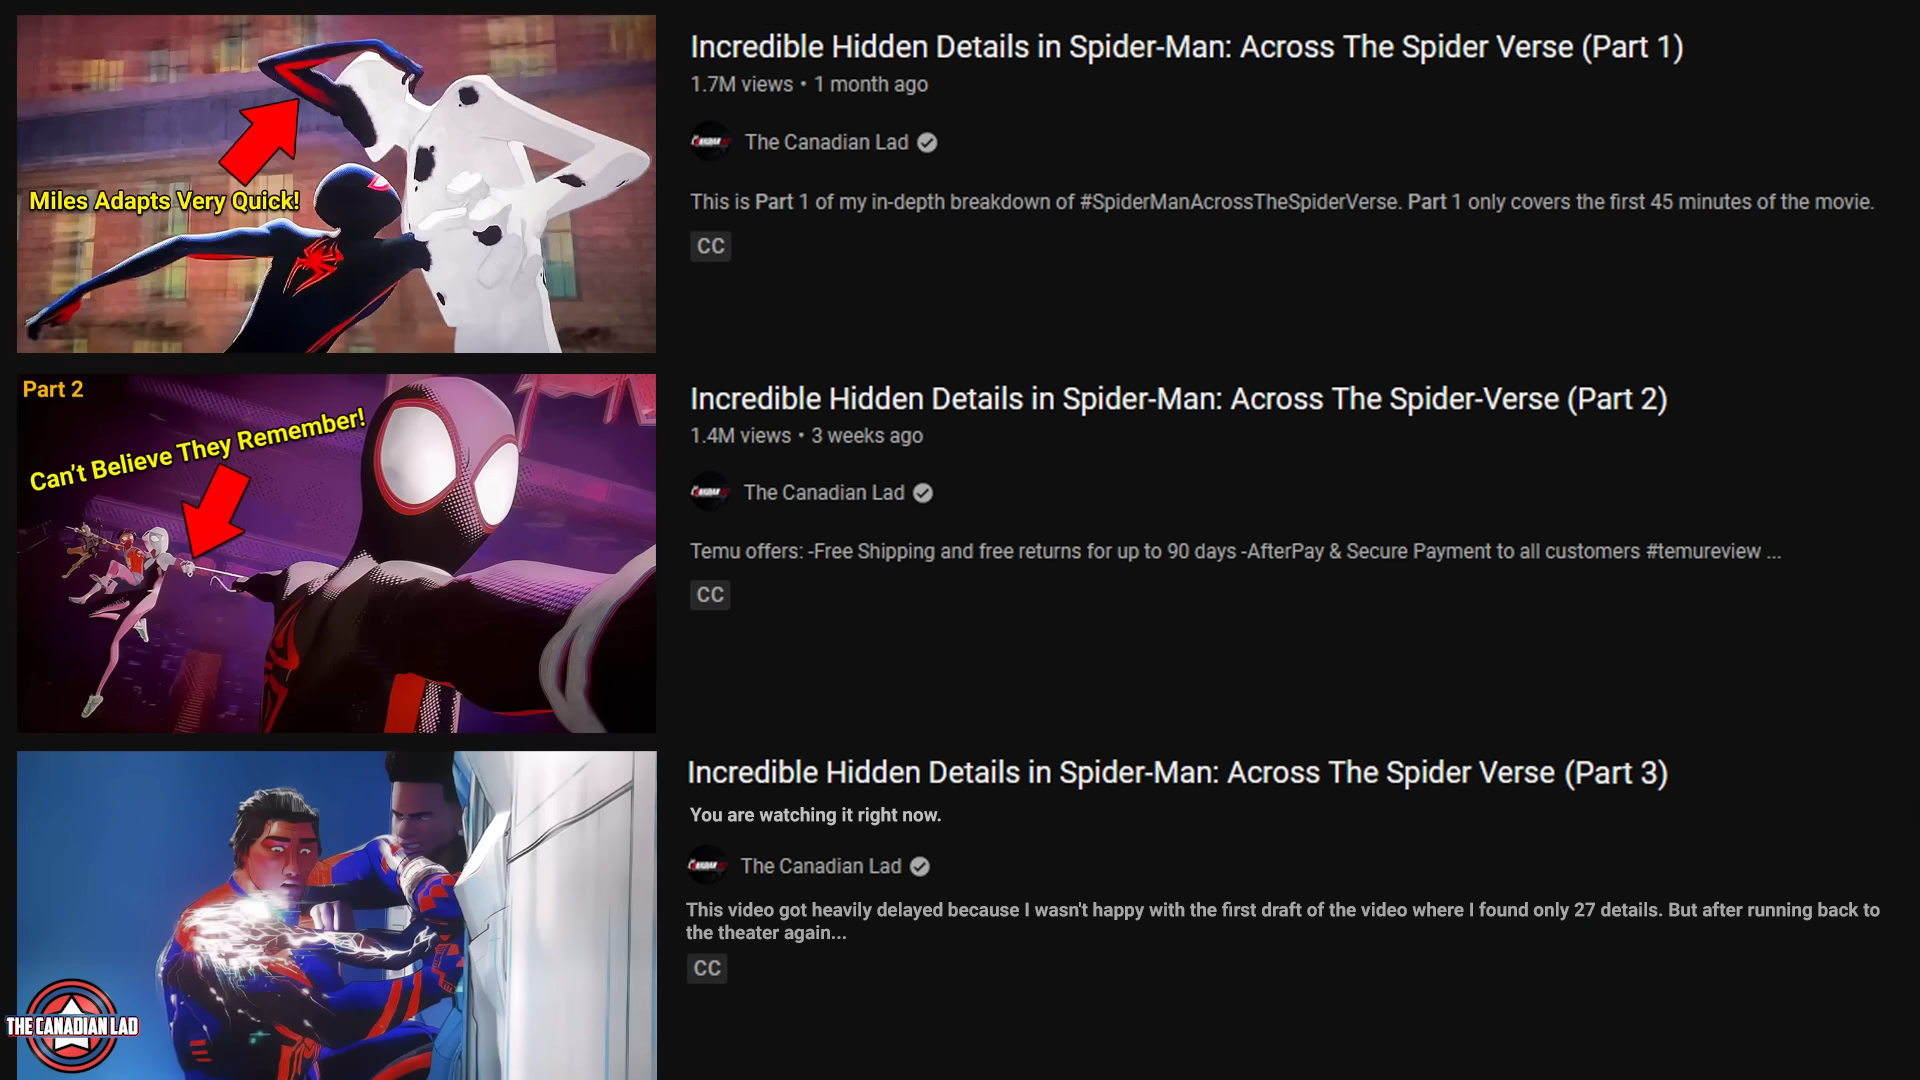 Miles Adapts Very Quick!
Incredible Hidden Details in Spider-Man: Across The Spider Verse (Part 1)
1.7M views • 1 month ago
The Canadian Lad
This is Part 1 of my in-depth breakdown of #SpiderManAcrossTheSpiderVerse. Part 1 only covers the first 45 minutes of the movie.
CC
Part 2
Can't Believe They Remember!
Incredible Hidden Details in Spider-Man: Across The Spider-Verse (Part 2)
1.4M views • 3 weeks ago
The Canadian Lad
Temu offers: -Free Shipping and free returns for up to 90 days -AfterPay & Secure Payment to all customers #temureview ...
CC
Incredible Hidden Details in Spider-Man: Across The Spider Verse (Part 3)
You are watching it right now.
The Canadian Lad
This video got heavily delayed because I wasn't happy with the first draft of the video where I found only 27 details. But after running back to
the theater again...
CC
THE CANADIAN LAD